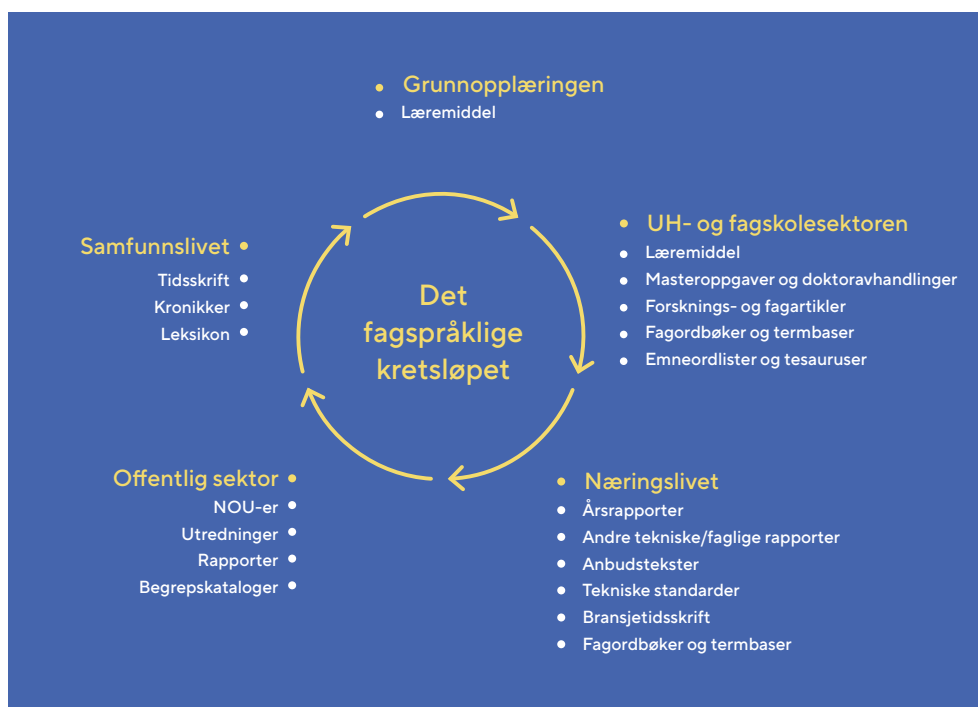 Grunnopplæringen
Læremiddel
UH- og fagskolesektoren
Læremiddel
Masteroppgaver og doktoravhandlinger
Forsknings- og fagartikler
Fagordbøker og termbaser
Emneordlister og tesauruser
Samfunnslivet
Tidsskrift
Kronikker
Leksikon
Det
fagspråklige
kretsløpet
Offentlig sektor
NOU-er
Utredninger
Rapporter
Begrepskataloger
Næringslivet
Årsrapporter
Andre tekniske/faglige rapporter
Anbudstekster
Tekniske standarder
Bransjetidsskrift
Fagordbøker og termbaser